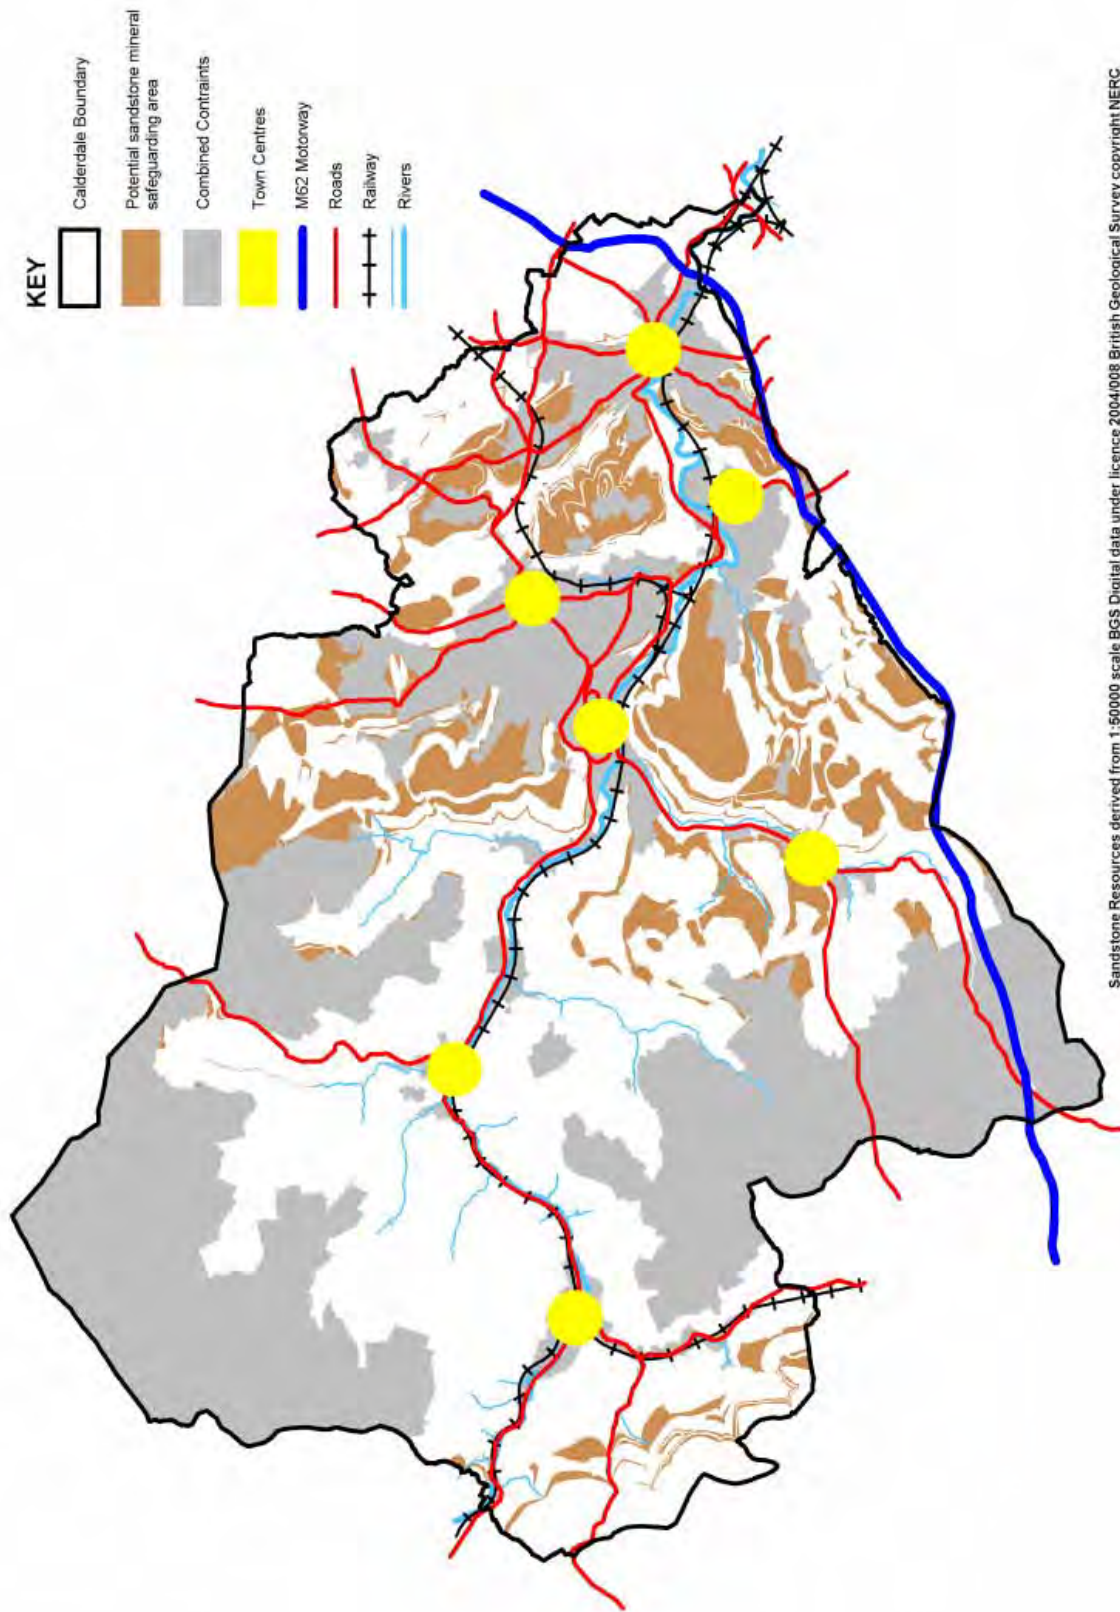 KEY
Calderdale Boundary
Potential sandstone mineral
safeguarding area
Combined Contraints
Town Centres
M62 Motorway
Roads
Railway
Rivers
Sandstone Resources derived from 1:50000 scale BGS Digital data under licence 2004/008 British Geological Survey copyright NERC